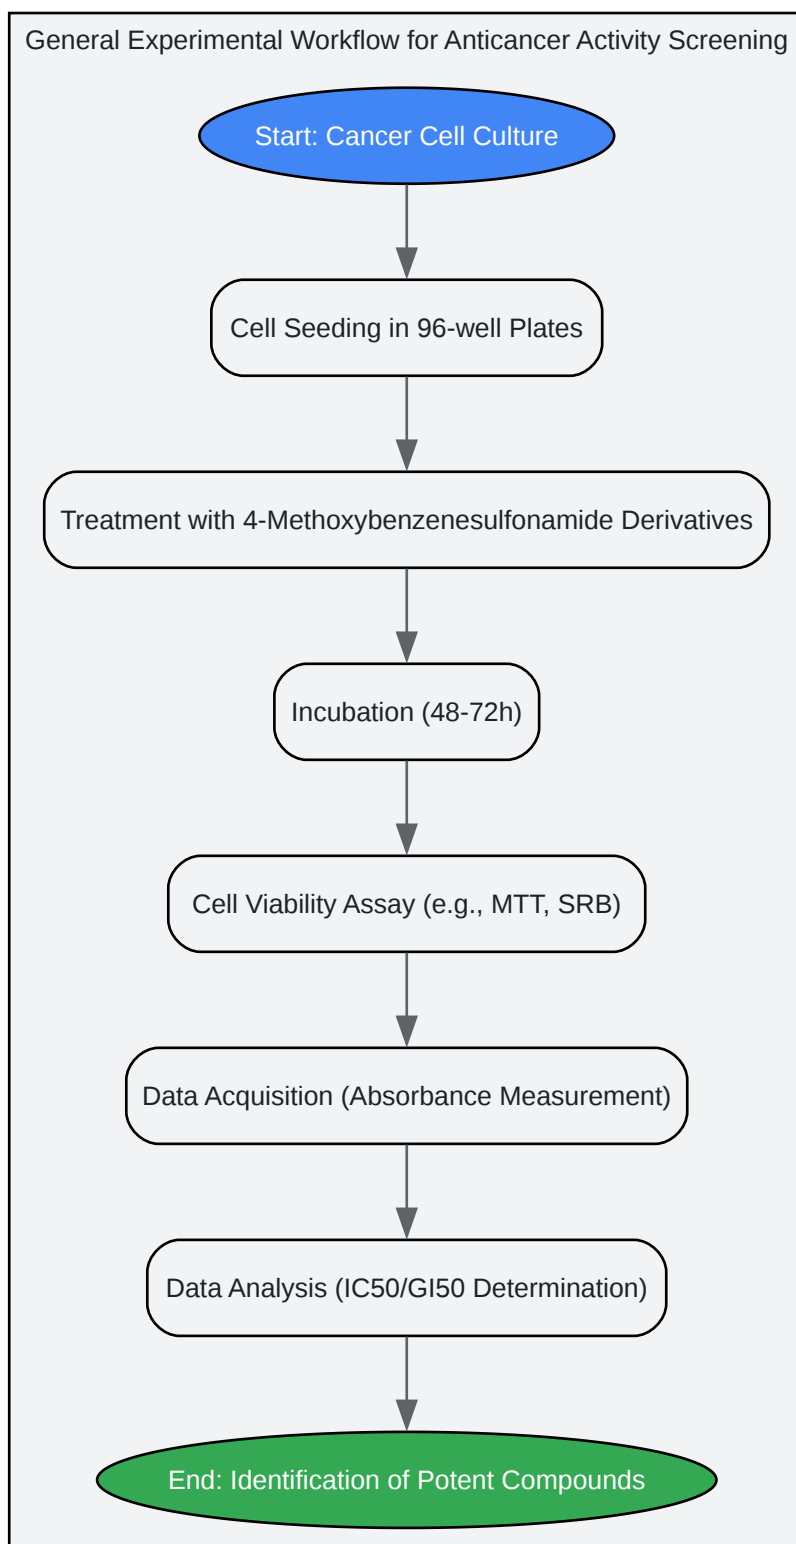 General Experimental Workflow for Anticancer Activity Screening
Start: Cancer Cell Culture
Cell Seeding in 96-well Plates
Treatment with 4-Methoxybenzenesulfonamide Derivatives
Incubation (48-72h)
Cell Viability Assay (e.g., MTT, SRB)
Data Acquisition (Absorbance Measurement)
Data Analysis (IC50/GI50 Determination)
End: Identification of Potent Compounds